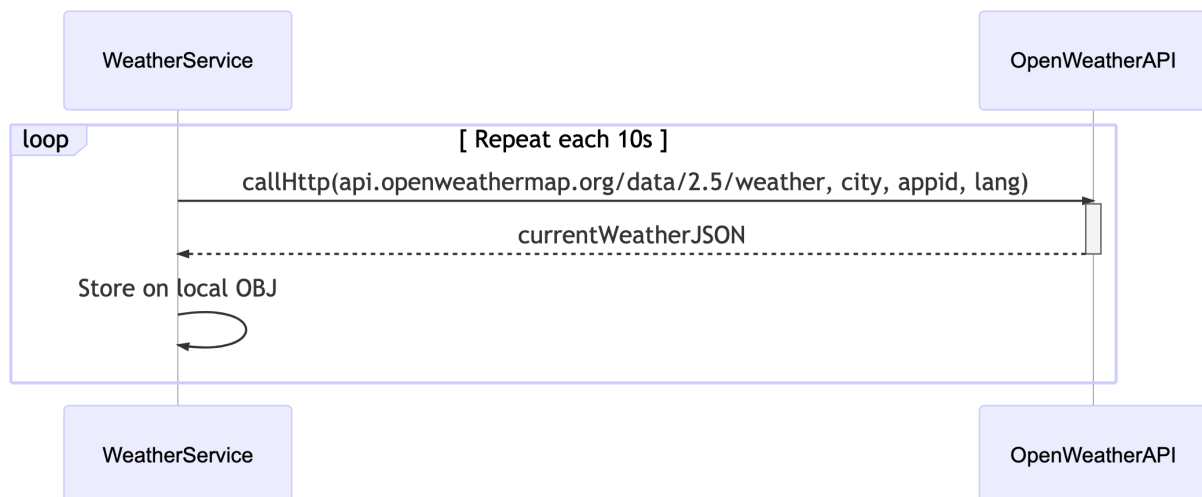 WeatherService
OpenWeatherAPI
loop
[ Repeat each 10s ]
callHttp(api.openweathermap.org/data/2.5/weather, city, appid, lang)
currentWeatherJSON
Store on local OBJ
WeatherService
OpenWeatherAPI